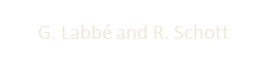 G. Labbé and R. Schott